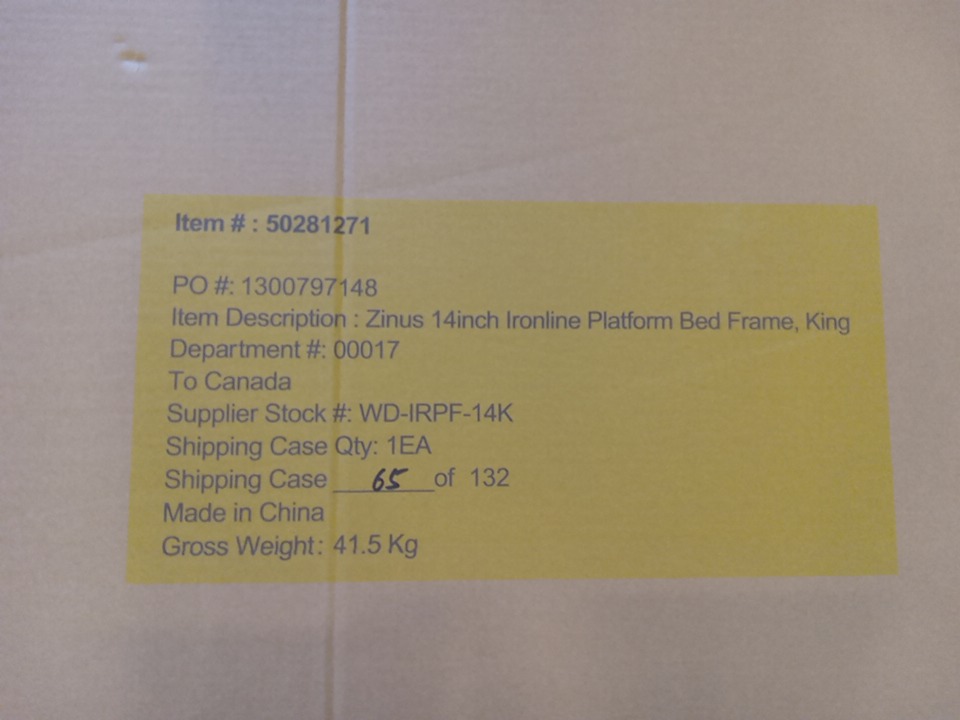 Item # : 50281271
PO #: 1300797148
Item Description : Zinus 14inch Ironline Platform Bed Frame, King
Department #: 00017
To Canada
Supplier Stock #: WD-IRPF-14K
Shipping Case Qty: 1EA
Shipping Case 65 of 132
Made in China
Gross Weight: 41.5 Kg